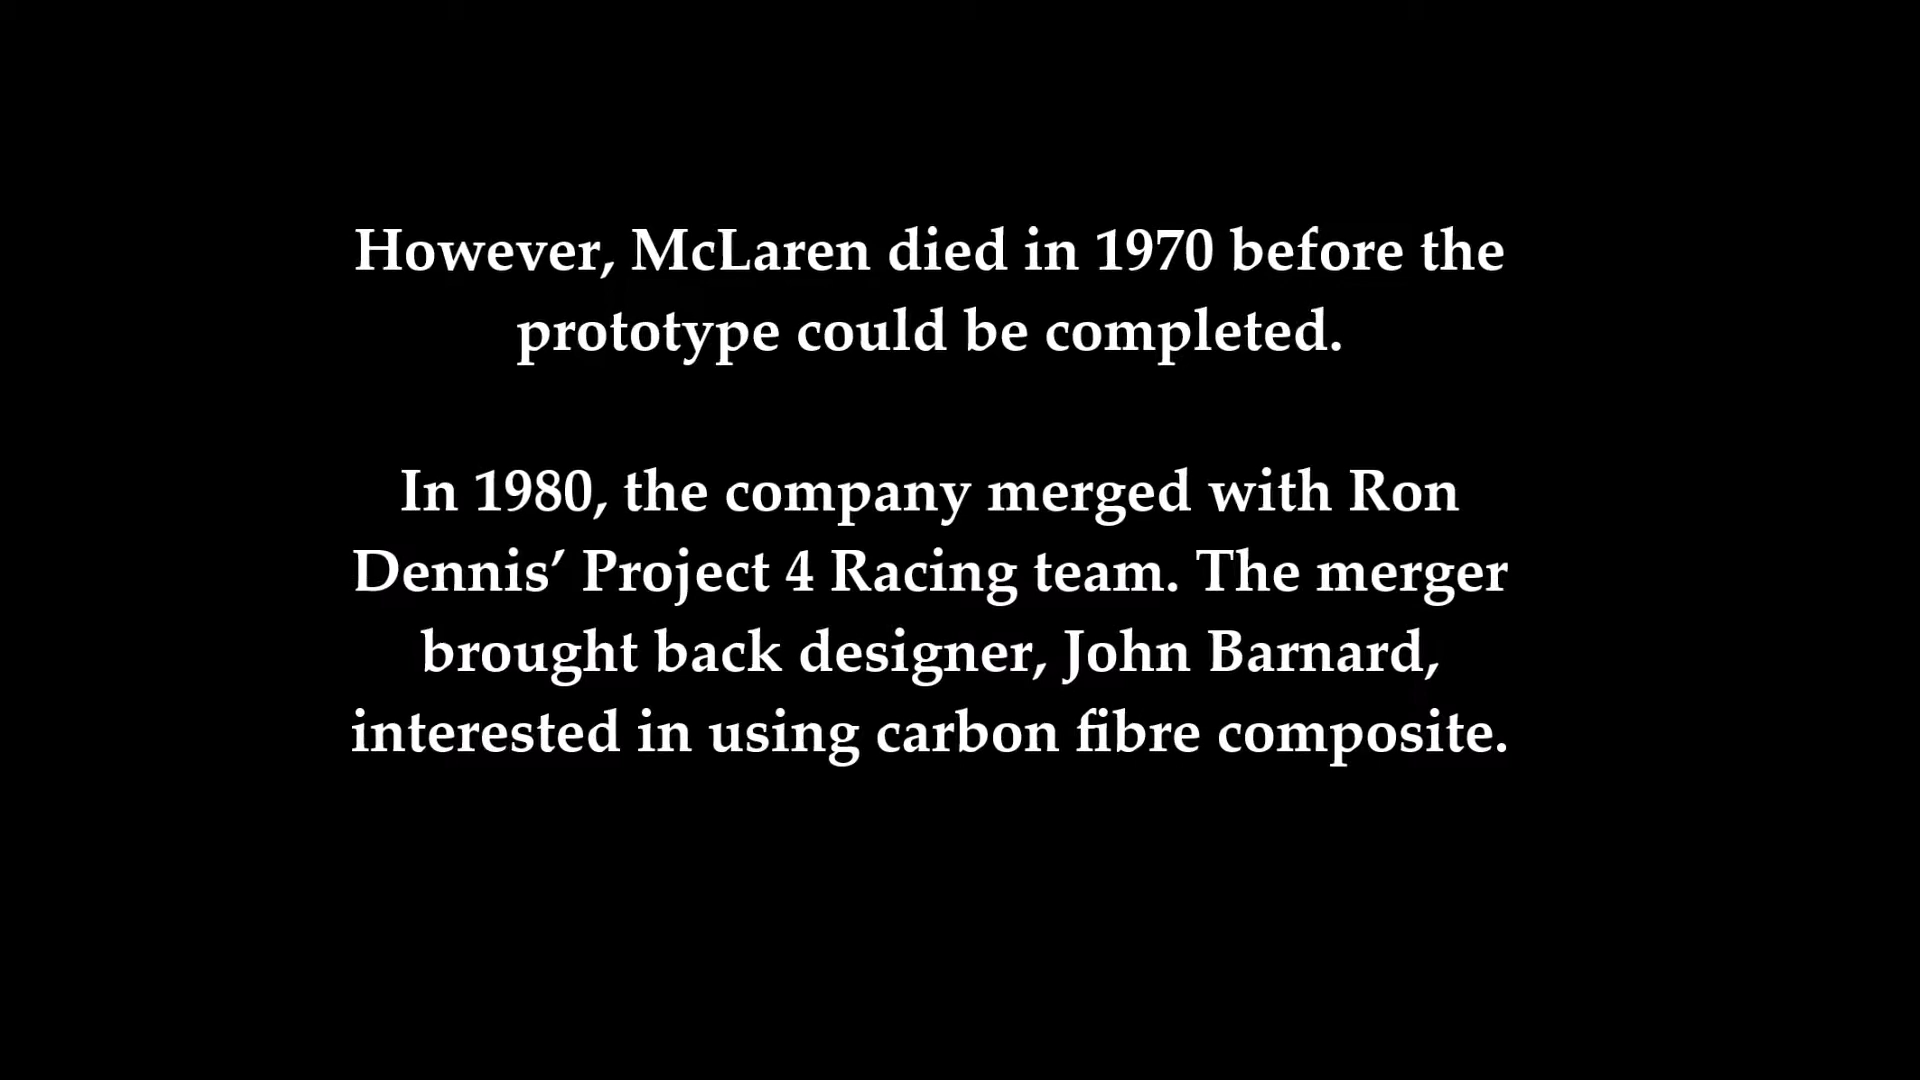 However, McLaren died in 1970 before the
prototype could be completed.
In 1980, the company merged with Ron
Dennis’ Project 4 Racing team. The merger
brought back designer, John Barnard,
interested in using carbon fibre composite.